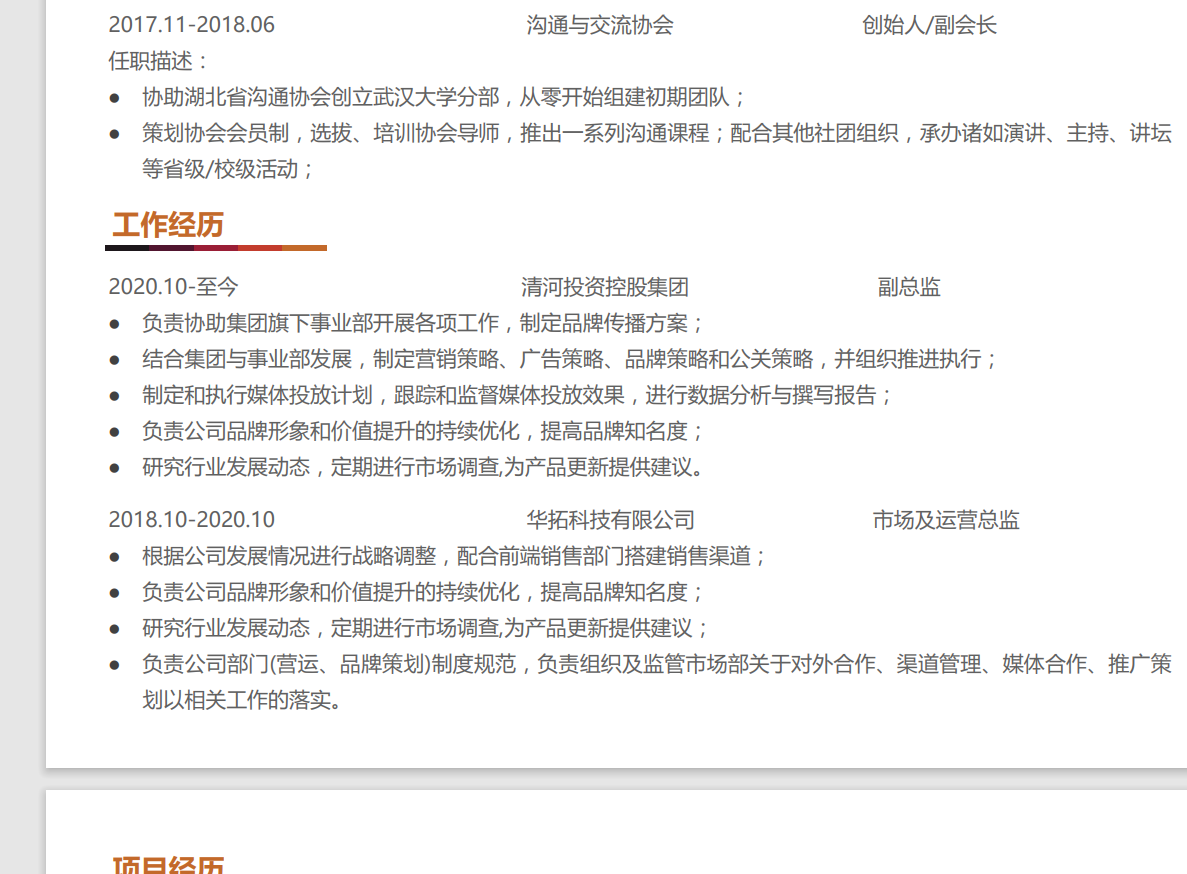 2017.11-2018.06 沟通与交流协会 创始人/副会长
任职描述：
● 协助湖北省沟通协会创立武汉大学分部，从零开始组建初期团队；
● 策划协会会员制，选拔、培训协会导师，推出一系列沟通课程；配合其他社团组织，承办诸如演讲、主持、讲坛
等省级/校级活动；
工作经历
2020.10-至今 清河投资控股集团 副总监
● 负责协助集团旗下事业部开展各项工作，制定品牌传播方案；
● 结合集团与事业部发展，制定营销策略、广告策略、品牌策略和公关策略，并组织推进执行；
● 制定和执行媒体投放计划，跟踪和监督媒体投放效果，进行数据分析与撰写报告；
● 负责公司品牌形象和价值提升的持续优化，提高品牌知名度；
● 研究行业发展动态，定期进行市场调查,为产品更新提供建议。
2018.10-2020.10 华拓科技有限公司 市场及运营总监
● 根据公司发展情况进行战略调整，配合前端销售部门搭建销售渠道；
● 负责公司品牌形象和价值提升的持续优化，提高品牌知名度；
● 研究行业发展动态，定期进行市场调查,为产品更新提供建议；
● 负责公司部门(营运、品牌策划)制度规范，负责组织及监管市场部关于对外合作、渠道管理、媒体合作、推广策
划以相关工作的落实。
项目经历